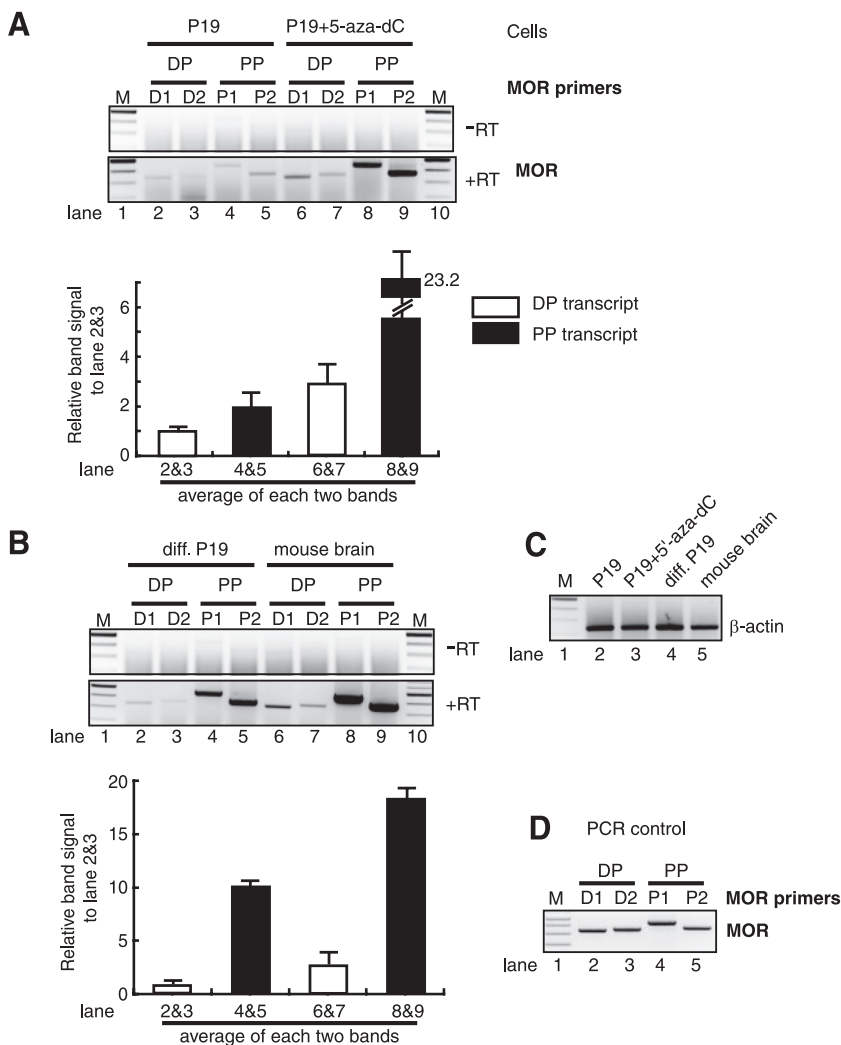 A
P19 P19+5-aza-dC Cells
DP PP DP PP
MOR primers
M D1 D2 P1 P2 D1 D2 P1 P2 M
-RT
+RT MOR
lane 1 2 3 4 5 6 7 8 9 10
Relative band signal
to lane 2&3
6
4
2
0
23.2
DP transcript
PP transcript
lane 2&3 4&5 6&7 8&9
average of each two bands
B
diff. P19 mouse brain
DP PP DP PP
M D1 D2 P1 P2 D1 D2 P1 P2 M
-RT
+RT
lane 1 2 3 4 5 6 7 8 9 10
Relative band signal
to lane 2&3
20
15
10
5
0
lane 2&3 4&5 6&7 8&9
average of each two bands
C
M P19 P19+5'-aza-dC diff. P19 mouse brain
β-actin
lane 1 2 3 4 5
D PCR control
DP PP
M D1 D2 P1 P2 MOR primers
MOR
lane 1 2 3 4 5